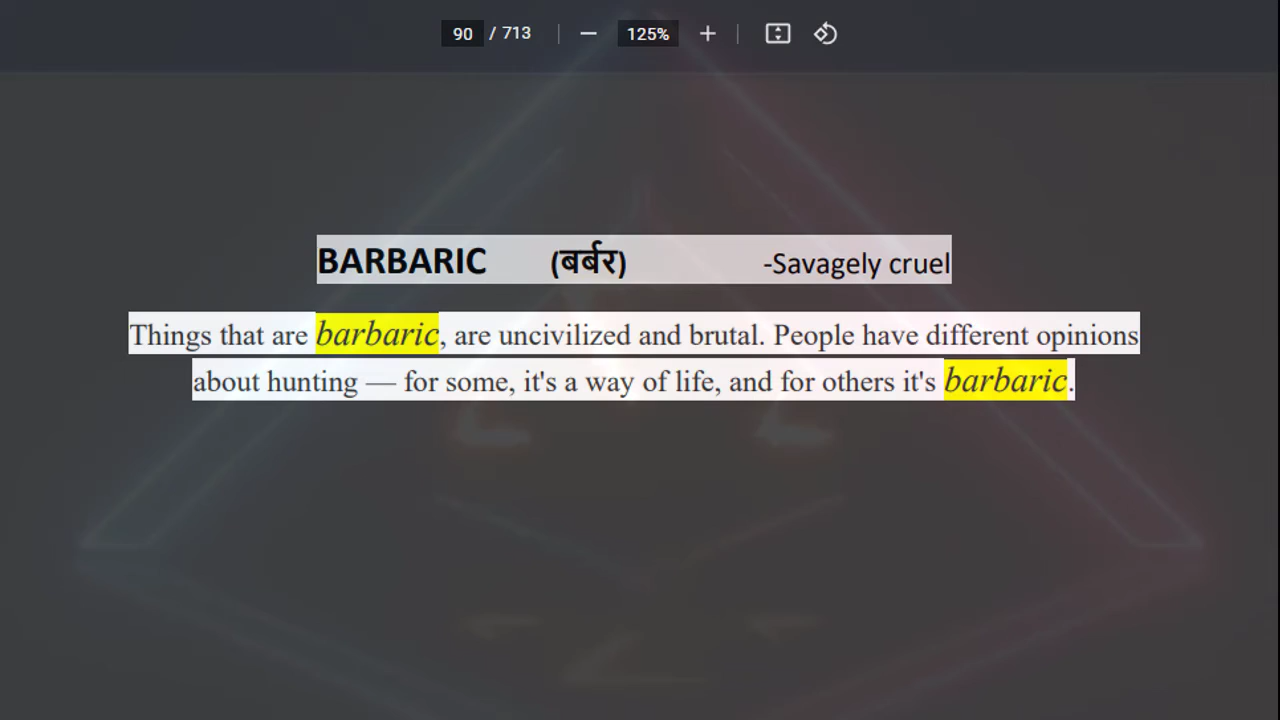 90 / 713 − 125% +
BARBARIC (बर्बर) -Savagely cruel
Things that are barbaric, are uncivilized and brutal. People have different opinions
about hunting — for some, it's a way of life, and for others it's barbaric.